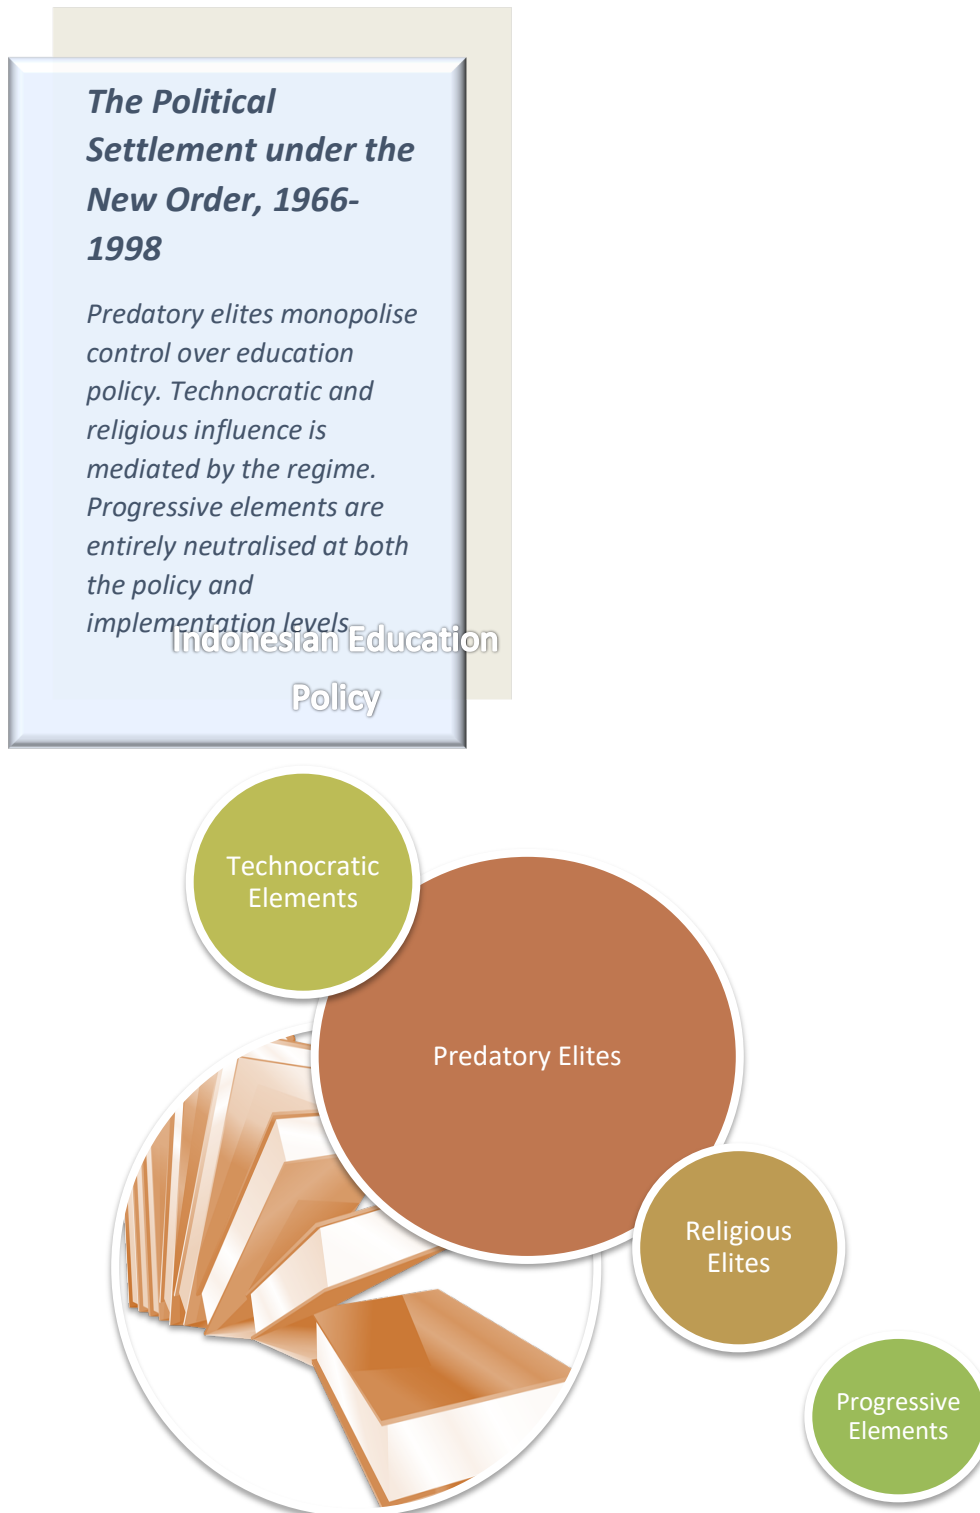 The Political
Settlement under the
New Order, 1966-
1998
Predatory elites monopolise
control over education
policy. Technocratic and
religious influence is
mediated by the regime.
Progressive elements are
entirely neutralised at both
the policy and
implementation levels
Indonesian Education
Policy
Technocratic
Elements
Predatory Elites
Religious
Elites
Progressive
Elements